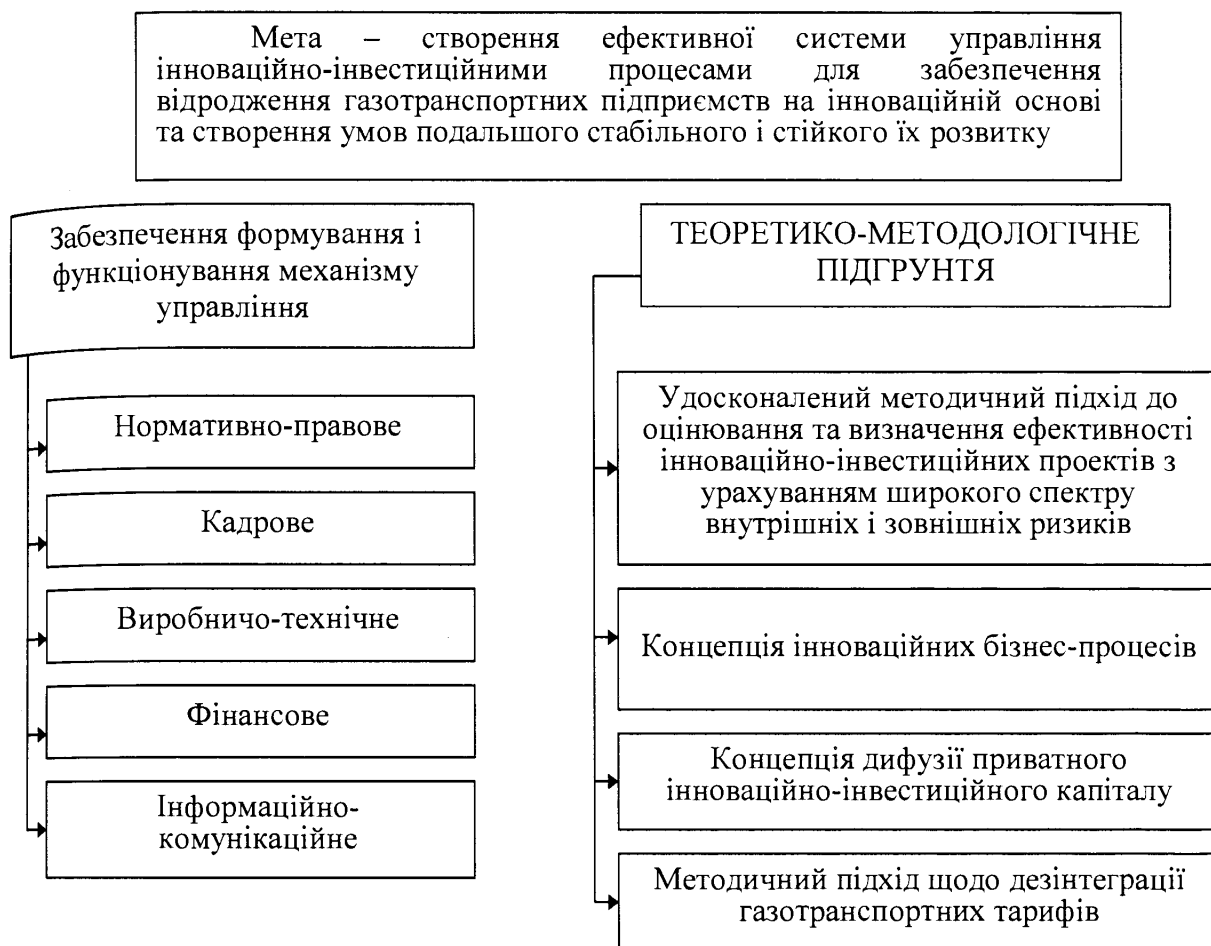 Мета – створення ефективної системи управління
інноваційно-інвестиційними процесами для забезпечення
відродження газотранспортних підприємств на інноваційній основі
та створення умов подальшого стабільного і стійкого їх розвитку
Забезпечення формування і
функціонування механізму
управління
Нормативно-правове
Кадрове
Виробничо-технічне
Фінансове
Інформаційно-
комунікаційне
ТЕОРЕТИКО-МЕТОДОЛОГІЧНЕ
ПІДГРУНТЯ
Удосконалений методичний підхід до
оцінювання та визначення ефективності
інноваційно-інвестиційних проектів з
урахуванням широкого спектру
внутрішніх і зовнішніх ризиків
Концепція інноваційних бізнес-процесів
Концепція дифузії приватного
інноваційно-інвестиційного капіталу
Методичний підхід щодо дезінтеграції
газотранспортних тарифів